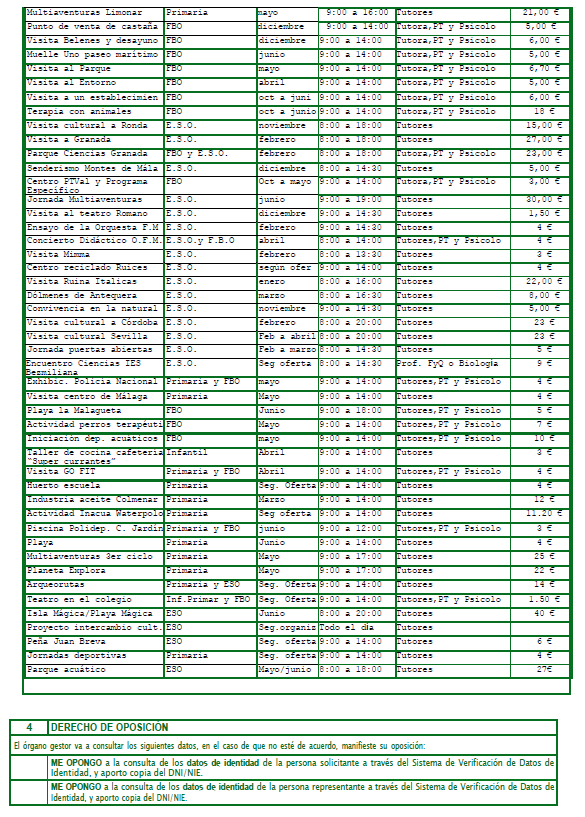 Multiaventuras Limonar Primaria mayo 9:00 a 16:00 Tutores 21,00 €
Punto de venta de castaña FBO diciembre 9:00 a 14:00 Tutora,PT y Psicolo 5,00 €
Visita Belenes y desayuno FBO diciembre 9:00 a 14:00 Tutora,PT y Psicolo 6,00 €
Muelle Uno paseo marítimo FBO junio 9:00 a 14:00 Tutora,PT y Psicolo 5,00 €
Visita al Parque FBO mayo 9:00 a 14:00 Tutora,PT y Psicolo 6,70 €
Visita al Entorno FBO abril 9:00 a 14:00 Tutora,PT y Psicolo 5,00 €
Visita a un establecimien FBO oct a juni 9:00 a 14:00 Tutora,PT y Psicolo 6,00 €
Terapia con animales FBO oct a junio 9:00 a 14:00 Tutora,PT y Psicolo 18 €
Visita cultural a Ronda E.S.O. noviembre 8:00 a 18:00 Tutores 15,00 €
Visita a Granada E.S.O. febrero 8:00 a 18:00 Tutores 27,00 €
Parque Ciencias Granada FBO y E.S.O. febrero 8:00 a 18:00 Tutora,PT y Psicolo 23,00 €
Senderismo Montes de Mála E.S.O. diciembre 8:00 a 14:30 Tutores 5,00 €
Centro PTVal y Programa Específico FBO Oct a mayo 9:00 a 14:00 Tutora,PT y Psicolo 3,00 €
Jornada Multiaventuras E.S.O. junio 9:00 a 19:00 Tutores 30,00 €
Visita al teatro Romano E.S.O. diciembre 9:00 a 14:30 Tutores 1,50 €
Ensayo de la Orquesta F.M E.S.O. febrero 9:00 a 14:30 Tutores 4 €
Concierto Didáctico O.F.M. E.S.O.y F.B.O abril 8:00 a 14:00 Tutores,PT y Psicolo 4 €
Visita Mimma E.S.O. febrero 8:00 a 13:30 Tutores 3 €
Centro reciclado Ruices E.S.O. según ofer 9:00 a 14:00 Tutores 4 €
Visita Ruina Italicas E.S.O. enero 8:00 a 16:00 Tutores 22,00 €
Dólmenes de Antequera E.S.O. marzo 8:00 a 16:30 Tutores 8,00 €
Convivencia en la natural E.S.O. noviembre 9:00 a 14:30 Tutores 5,00 €
Visita cultural a Córdoba E.S.O. febrero 8:00 a 20:00 Tutores 23 €
Visita cultural Sevilla E.S.O. Feb a abril 8:00 a 20:00 Tutores 23 €
Jornada puertas abiertas E.S.O. Feb a marzo 8:00 a 14:30 Tutores 5 €
Encuentro Ciencias IES Bezmiliana E.S.O. Seg oferta 8:00 a 14:30 Prof. FyQ o Biología 9 €
Exhibic. Policía Nacional Primaria y FBO mayo 9:00 a 14:00 Tutores,PT y Psicolo 4 €
Visita centro de Málaga Primaria Mayo 9:00 a 14:00 Tutores 4 €
Playa la Malagueta FBO Junio 9:00 a 18:00 Tutores,PT y Psicolo 5 €
Actividad perros terapéuti FBO Mayo 9:00 a 14:00 Tutores,PT y Psicolo 7 €
Iniciación dep. acuáticos FBO mayo 9:00 a 14:00 Tutores,PT y Psicolo 10 €
Taller de cocina cafetería "Super currantes" Infantil Abril 9:00 a 14:00 Tutores 3 €
Visita GO FIT Primaria y FBO Abril 9:00 a 14:00 Tutores,PT y Psicolo 4 €
Huerto escuela Primaria Seg. Oferta 9:00 a 14:00 Tutores 4 €
Industria aceite Colmenar Primaria Marzo 9:00 a 14:00 Tutores 12 €
Actividad Inacua Waterpolo Primaria Seg oferta 9:00 a 14:00 Tutores 11.20 €
Piscina Polidep. C. Jardín Primaria y FBO junio 9:00 a 12:00 Tutores,PT y Psicolo 3 €
Playa Primaria Junio 9:00 a 14:00 Tutores 4 €
Multiaventuras 3er ciclo Primaria Mayo 9:00 a 17:00 Tutores 25 €
Planeta Explora Primaria Mayo 9:00 a 17:00 Tutores 22 €
Arqueorutas Primaria y ESO Seg. Oferta 9:00 a 14:00 Tutores 14 €
Teatro en el colegio Inf.Primar y FBO Seg. Oferta 9:00 a 14:00 Tutores,PT y Psicolo 1.50 €
Isla Mágica/Playa Mágica ESO Junio 8:00 a 20:00 Tutores 40 €
Proyecto intercambio cult. ESO Seg.organiz Todo el día Tutores
Peña Juan Breva ESO Seg. oferta 9:00 a 14:00 Tutores 6 €
Jornadas deportivas Primaria Seg. oferta 9:00 a 14:00 Tutores 4 €
Parque acuático ESO Mayo/junio 8:00 a 18:00 Tutores 27€
4 DERECHO DE OPOSICIÓN
El órgano gestor va a consultar los siguientes datos, en el caso de que no esté de acuerdo, manifieste su oposición:
ME OPONGO a la consulta de los datos de identidad de la persona solicitante a través del Sistema de Verificación de Datos de
Identidad, y aporto copia del DNI/NIE.
ME OPONGO a la consulta de los datos de identidad de la persona representante a través del Sistema de Verificación de Datos de
Identidad, y aporto copia del DNI/NIE.